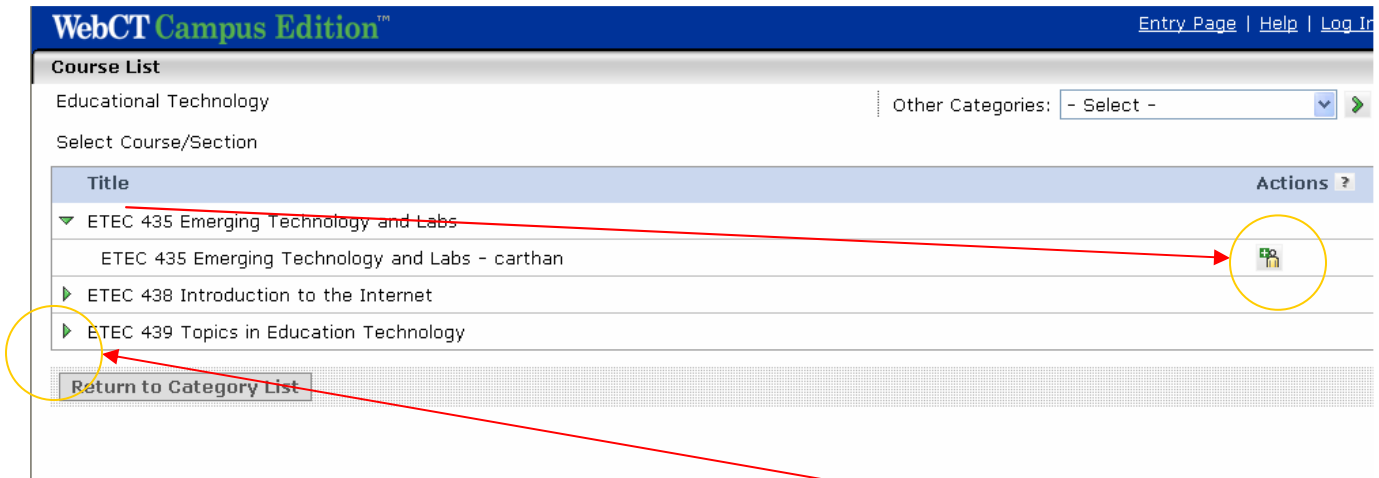 WebCT Campus Edition™
Entry Page | Help | Log In
Course List
Educational Technology
Other Categories: - Select -
Select Course/Section
Title Actions ?
ETEC 435 Emerging Technology and Labs
ETEC 435 Emerging Technology and Labs - carthan
ETEC 438 Introduction to the Internet
ETEC 439 Topics in Education Technology
Return to Category List